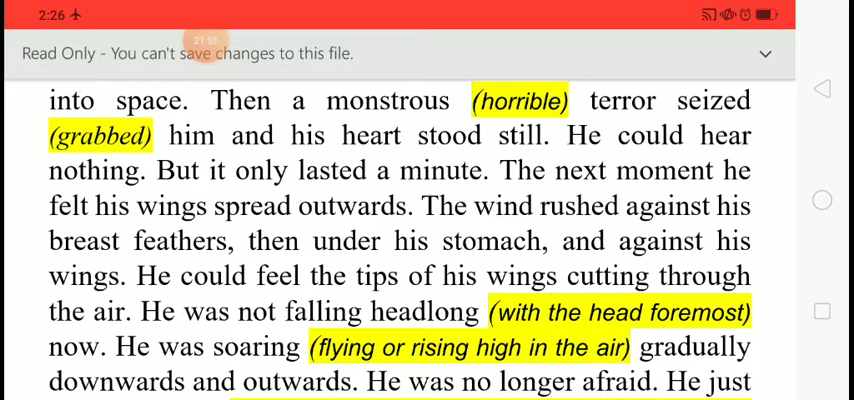 2:26
21:51
Read Only - You can't save changes to this file.
into space. Then a monstrous (horrible) terror seized
(grabbed) him and his heart stood still. He could hear
nothing. But it only lasted a minute. The next moment he
felt his wings spread outwards. The wind rushed against his
breast feathers, then under his stomach, and against his
wings. He could feel the tips of his wings cutting through
the air. He was not falling headlong (with the head foremost)
now. He was soaring (flying or rising high in the air) gradually
downwards and outwards. He was no longer afraid. He just